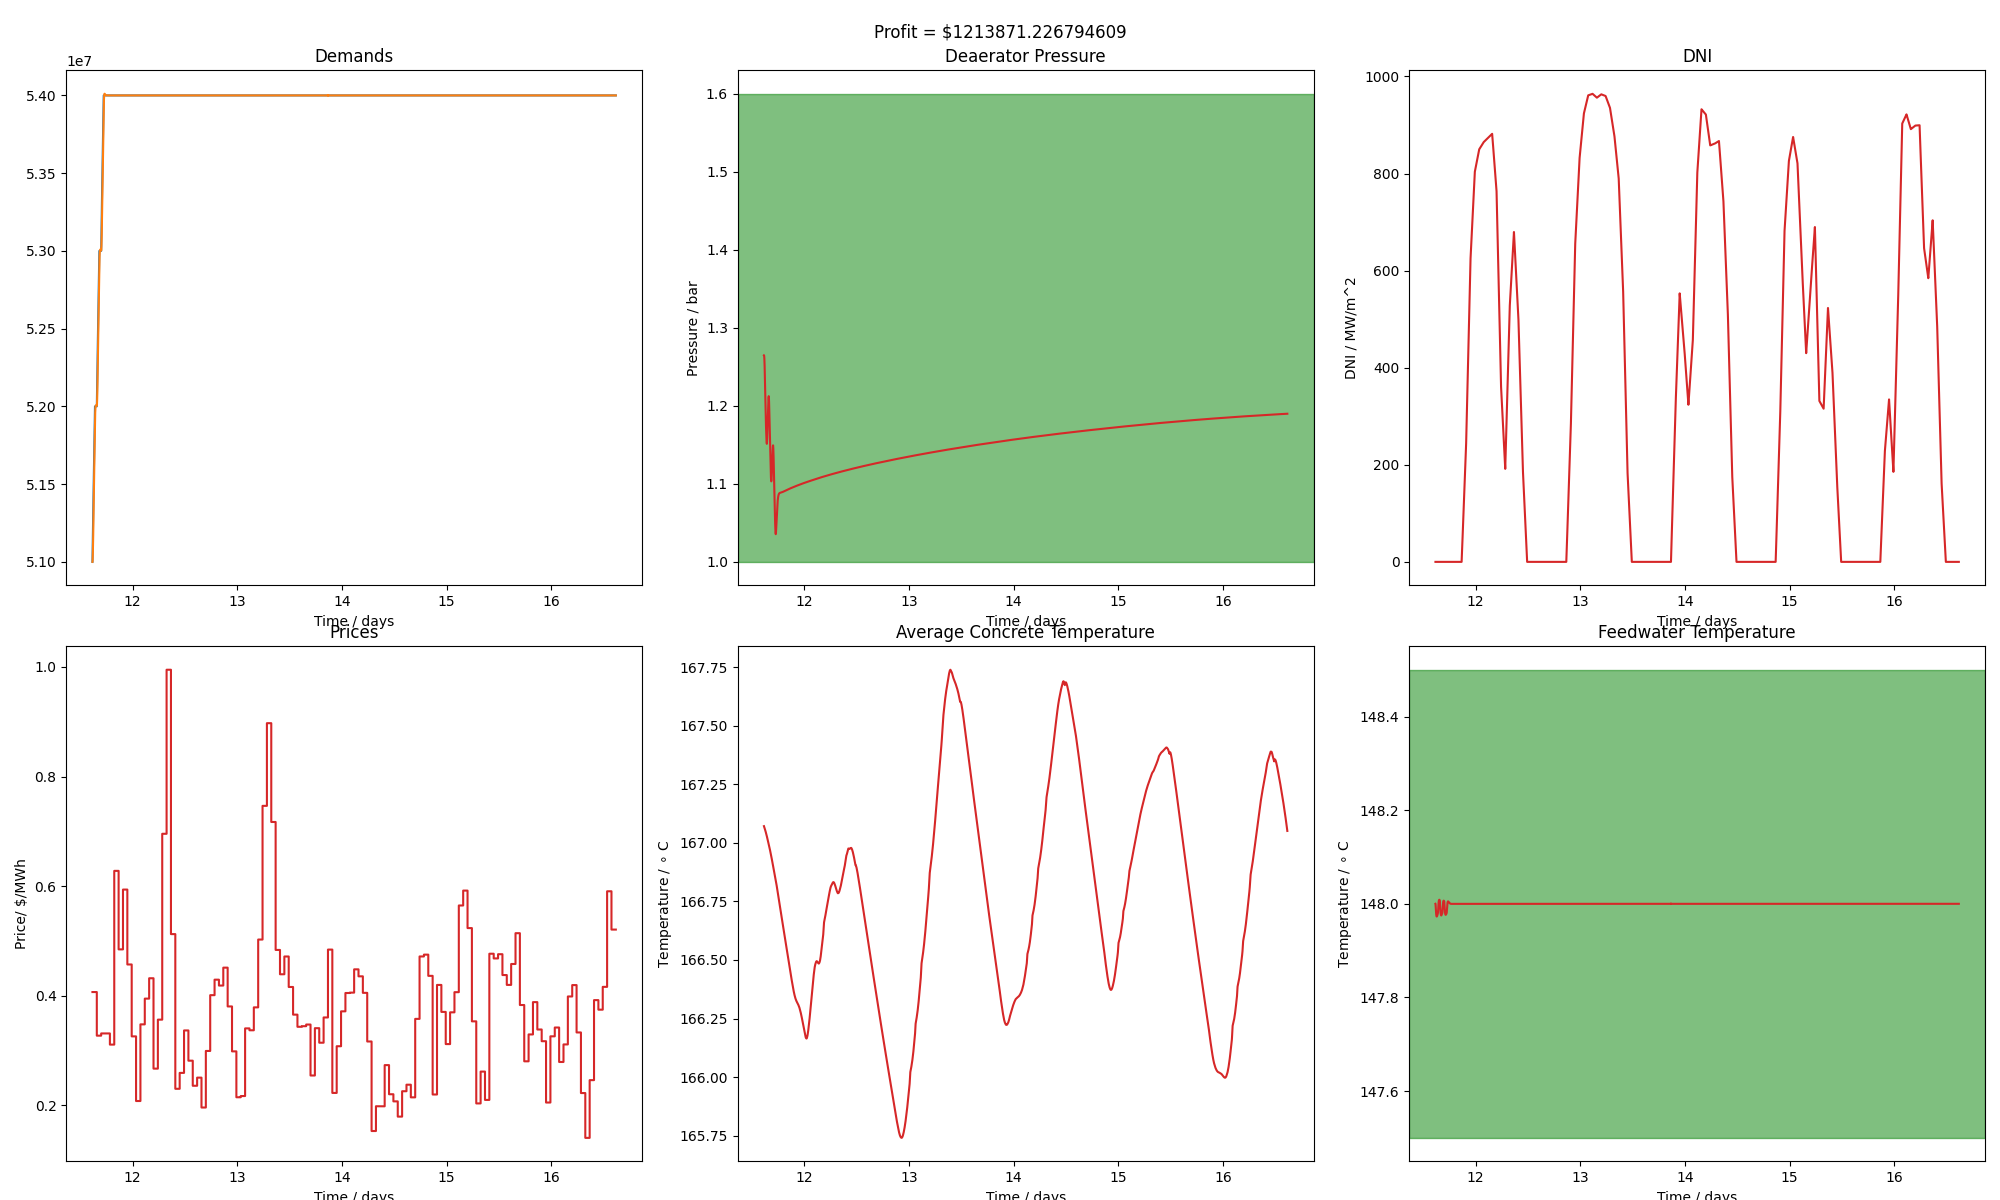 Profit = $1213871.226794609
Demands
1e7
5.40
5.35
5.30
5.25
5.20
5.15
5.10
12 13 14 15 16
Time / days
Deaerator Pressure
Pressure / bar
1.6
1.5
1.4
1.3
1.2
1.1
1.0
12 13 14 15 16
Time / days
DNI
DNI / MW/m^2
1000
800
600
400
200
0
12 13 14 15 16
Time / days
Prices
Price/ $/MWh
1.0
0.8
0.6
0.4
0.2
12 13 14 15 16
Time / days
Average Concrete Temperature
Temperature / ∘ C
167.75
167.50
167.25
167.00
166.75
166.50
166.25
166.00
165.75
12 13 14 15 16
Time / days
Feedwater Temperature
Temperature / ∘ C
148.4
148.2
148.0
147.8
147.6
12 13 14 15 16
Time / days